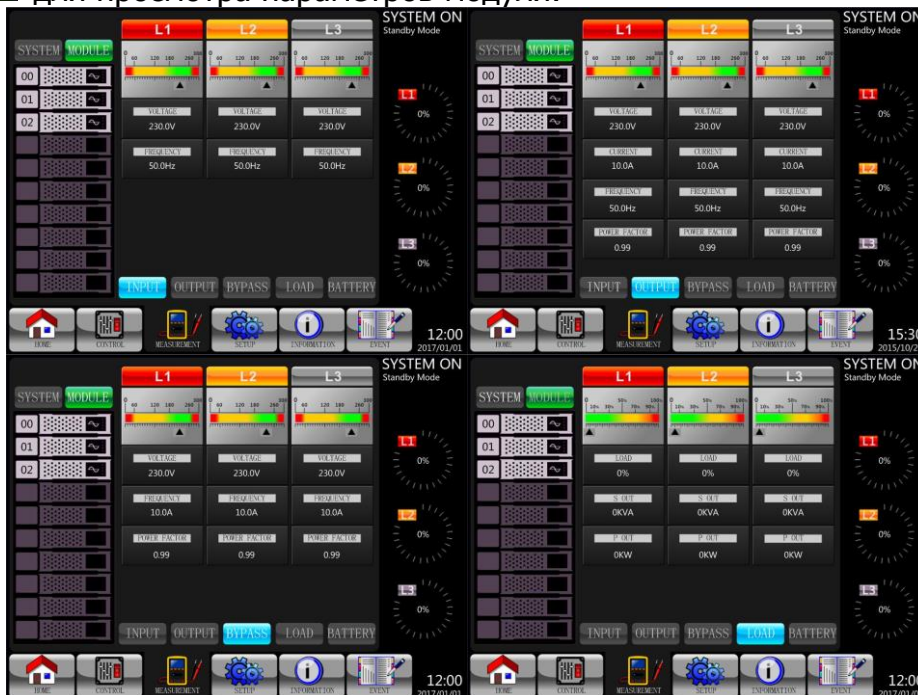 для просмотра параметров модуля.
L1 L2 L3 SYSTEM ON
Standby Mode
SYSTEM MODULE
00
01
02
VOLTAGE VOLTAGE VOLTAGE
230.0V 230.0V 230.0V
FREQUENCY FREQUENCY FREQUENCY
50.0Hz 50.0Hz 50.0Hz
L1
0%
L2
0%
L3
0%
INPUT OUTPUT BYPASS LOAD BATTERY
HOME CONTROL MEASUREMENT SETUP INFORMATION EVENT
12:00
2017/01/01
L1 L2 L3 SYSTEM ON
Standby Mode
SYSTEM MODULE
00
01
02
VOLTAGE VOLTAGE VOLTAGE
230.0V 230.0V 230.0V
CURRENT CURRENT CURRENT
10.0A 10.0A 10.0A
FREQUENCY FREQUENCY FREQUENCY
50.0Hz 50.0Hz 50.0Hz
POWER FACTOR POWER FACTOR POWER FACTOR
0.99 0.99 0.99
L1
0%
L2
0%
L3
0%
INPUT OUTPUT BYPASS LOAD BATTERY
HOME CONTROL MEASUREMENT SETUP INFORMATION EVENT
15:30
L1 L2 L3 SYSTEM ON
Standby Mode
SYSTEM MODULE
00
01
02
VOLTAGE VOLTAGE VOLTAGE
230.0V 230.0V 230.0V
FREQUENCY FREQUENCY FREQUENCY
10.0A 10.0A 10.0A
POWER FACTOR POWER FACTOR POWER FACTOR
0.99 0.99 0.99
L1
0%
L2
0%
L3
0%
INPUT OUTPUT BYPASS LOAD BATTERY
HOME CONTROL MEASUREMENT SETUP INFORMATION EVENT
12:00
2017/01/01
L1 L2 L3 SYSTEM ON
Standby Mode
SYSTEM MODULE
00
01
02
LOAD LOAD LOAD
0% 0% 0%
S OUT S OUT S OUT
0KVA 0KVA 0KVA
P OUT P OUT P OUT
0KW 0KW 0KW
L1
0%
L2
0%
L3
0%
INPUT OUTPUT BYPASS LOAD BATTERY
HOME CONTROL MEASUREMENT SETUP INFORMATION EVENT
12:00